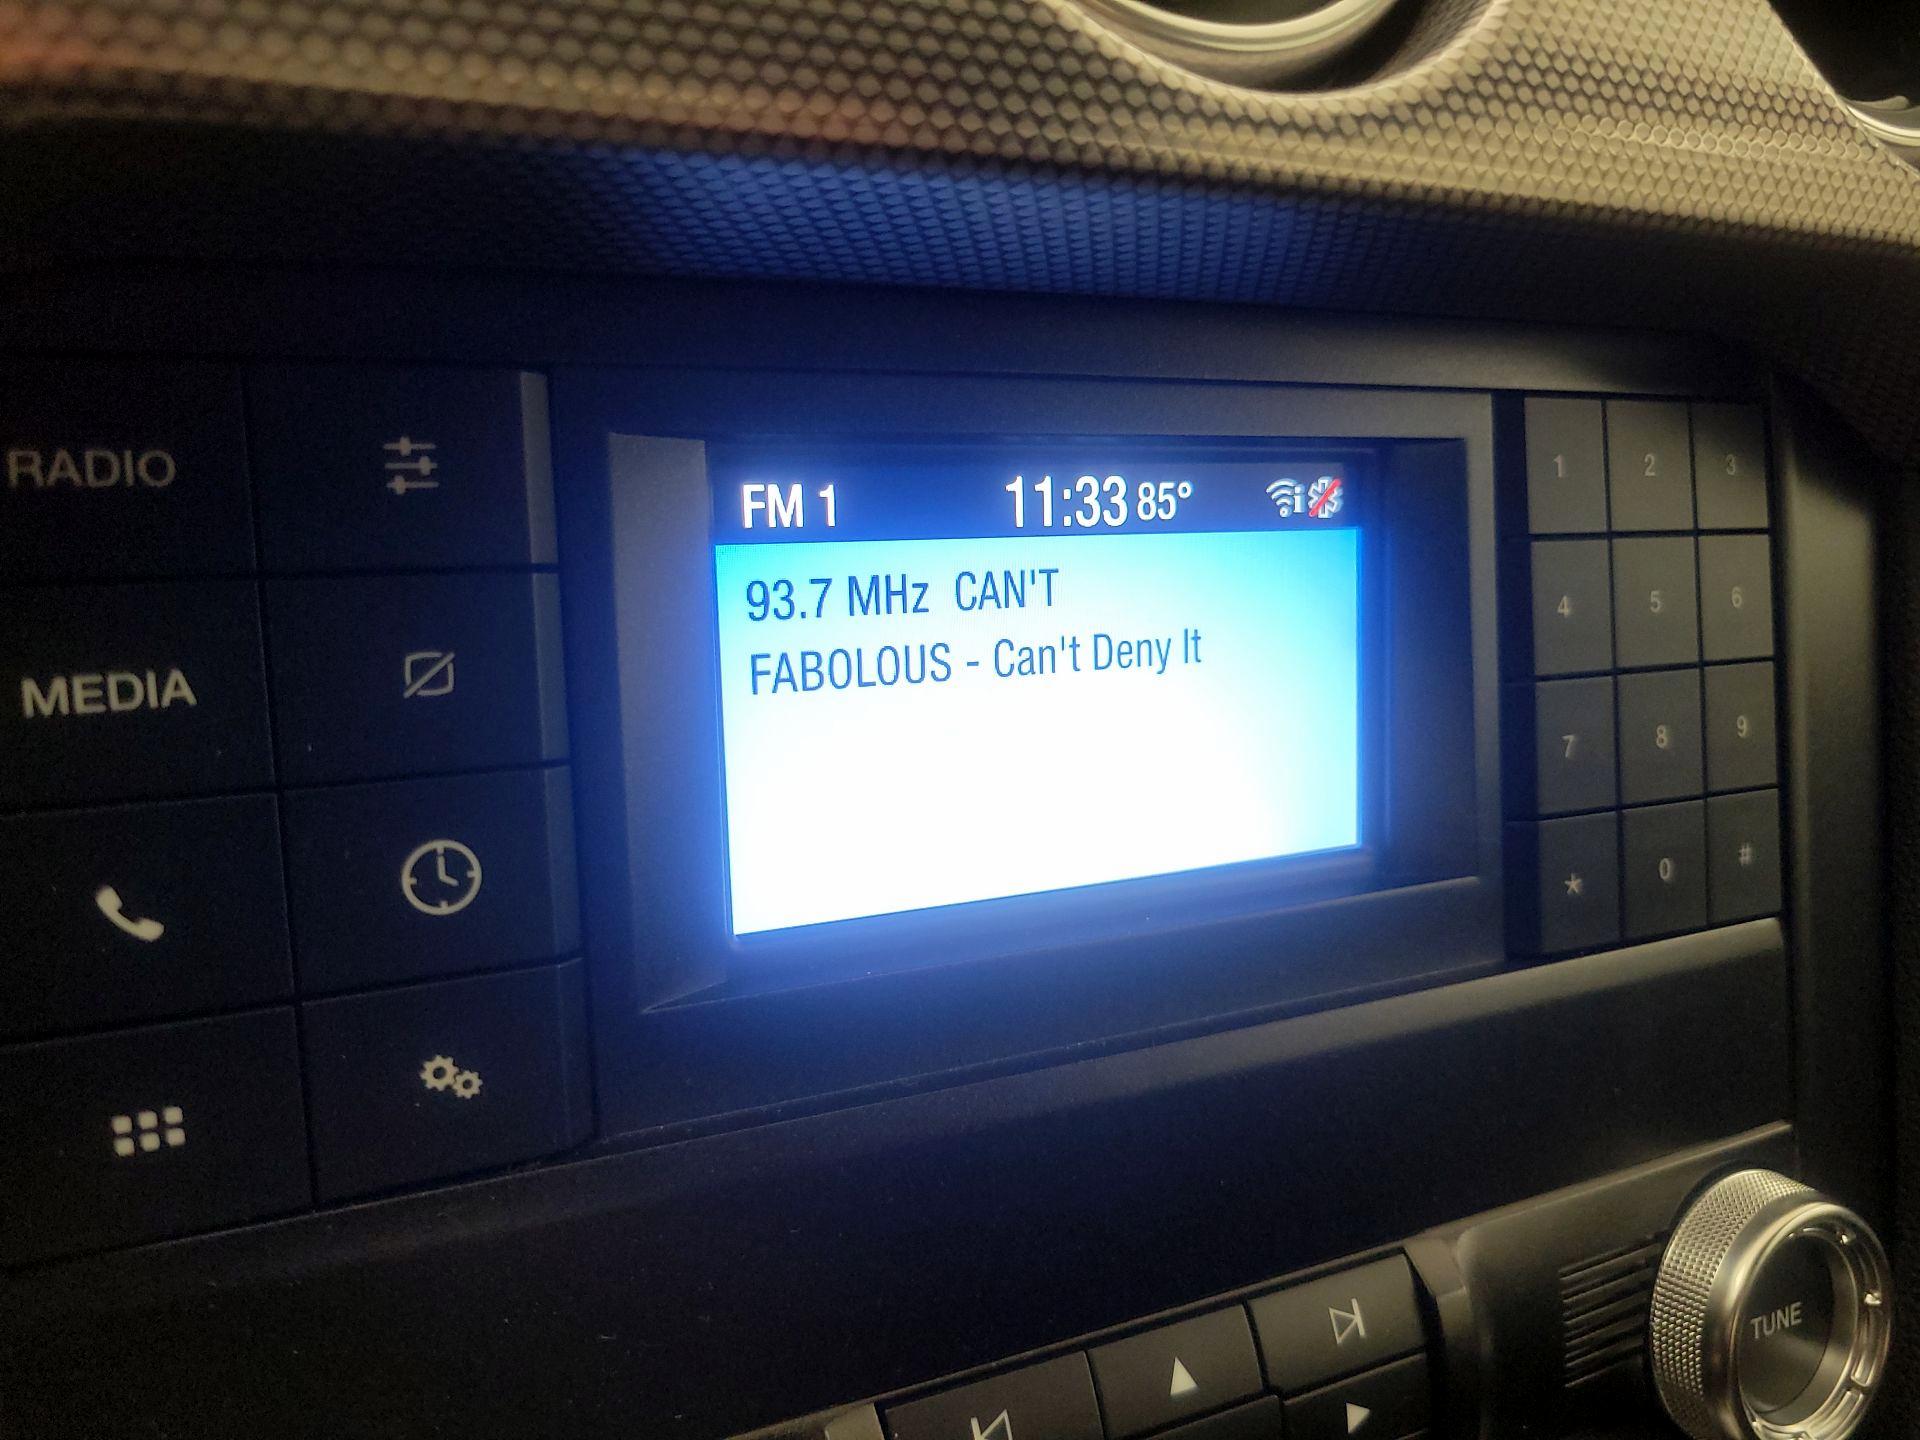 FM 1 11:33 85°
93.7 MHz CAN'T
FABOLOUS - Can't Deny It
RADIO
MEDIA
1 2 3
4 5 6
7 8 9
* 0 #
TUNE